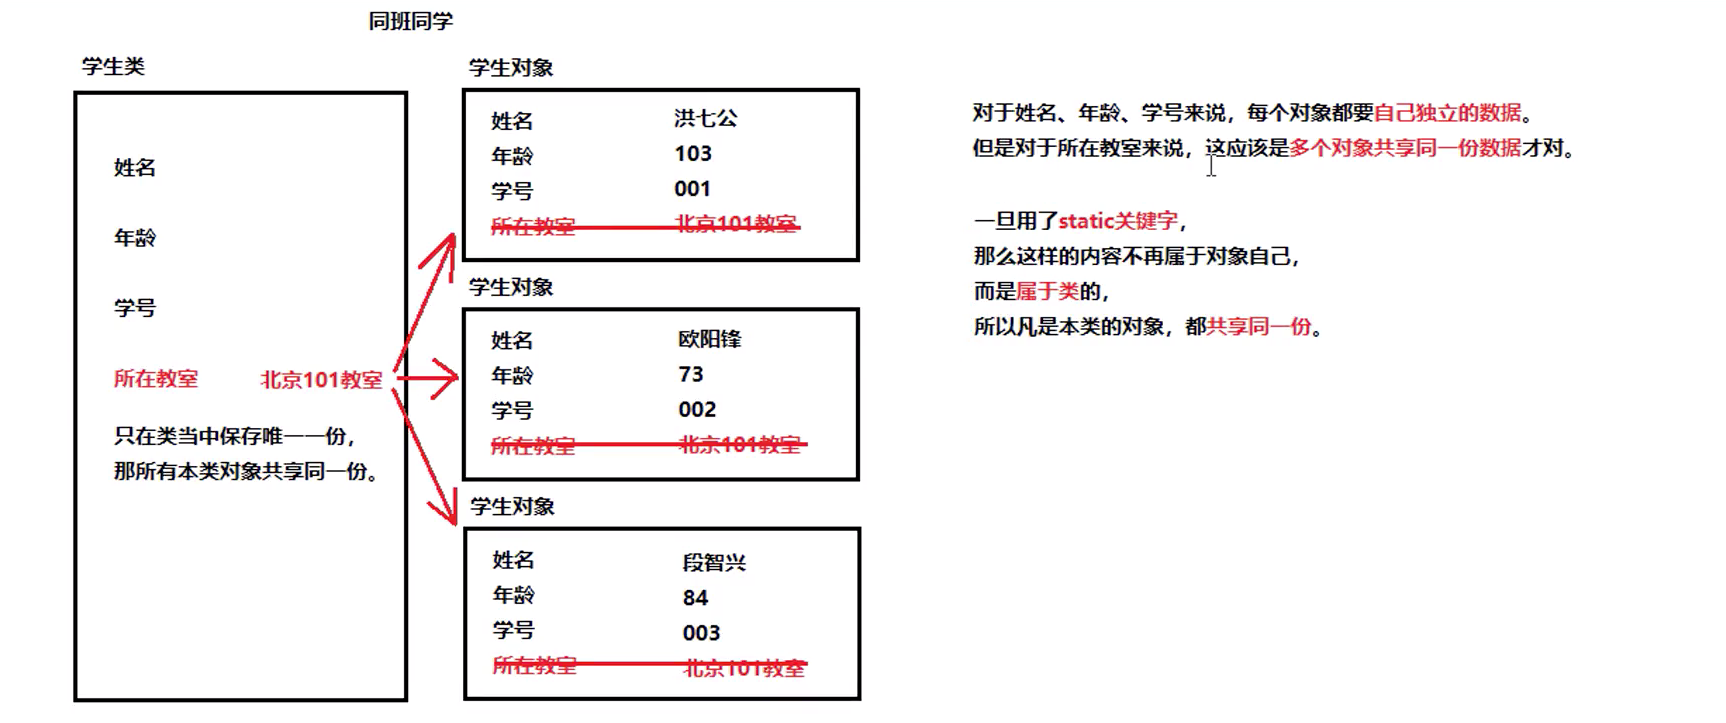 同班同学
学生类
姓名
年龄
学号
所在教室 北京101教室
只在类当中保存唯一一份，
那所有本类对象共享同一份。
学生对象
姓名 洪七公
年龄 103
学号 001
所在教室 北京101教室
学生对象
姓名 欧阳锋
年龄 73
学号 002
所在教室 北京101教室
学生对象
姓名 段智兴
年龄 84
学号 003
所在教室 北京101教室
对于姓名、年龄、学号来说，每个对象都要自己独立的数据。
但是对于所在教室来说，这应该是多个对象共享同一份数据才对。
一旦用了static关键字，
那么这样的内容不再属于对象自己，
而是属于类的，
所以凡是本类的对象，都共享同一份。